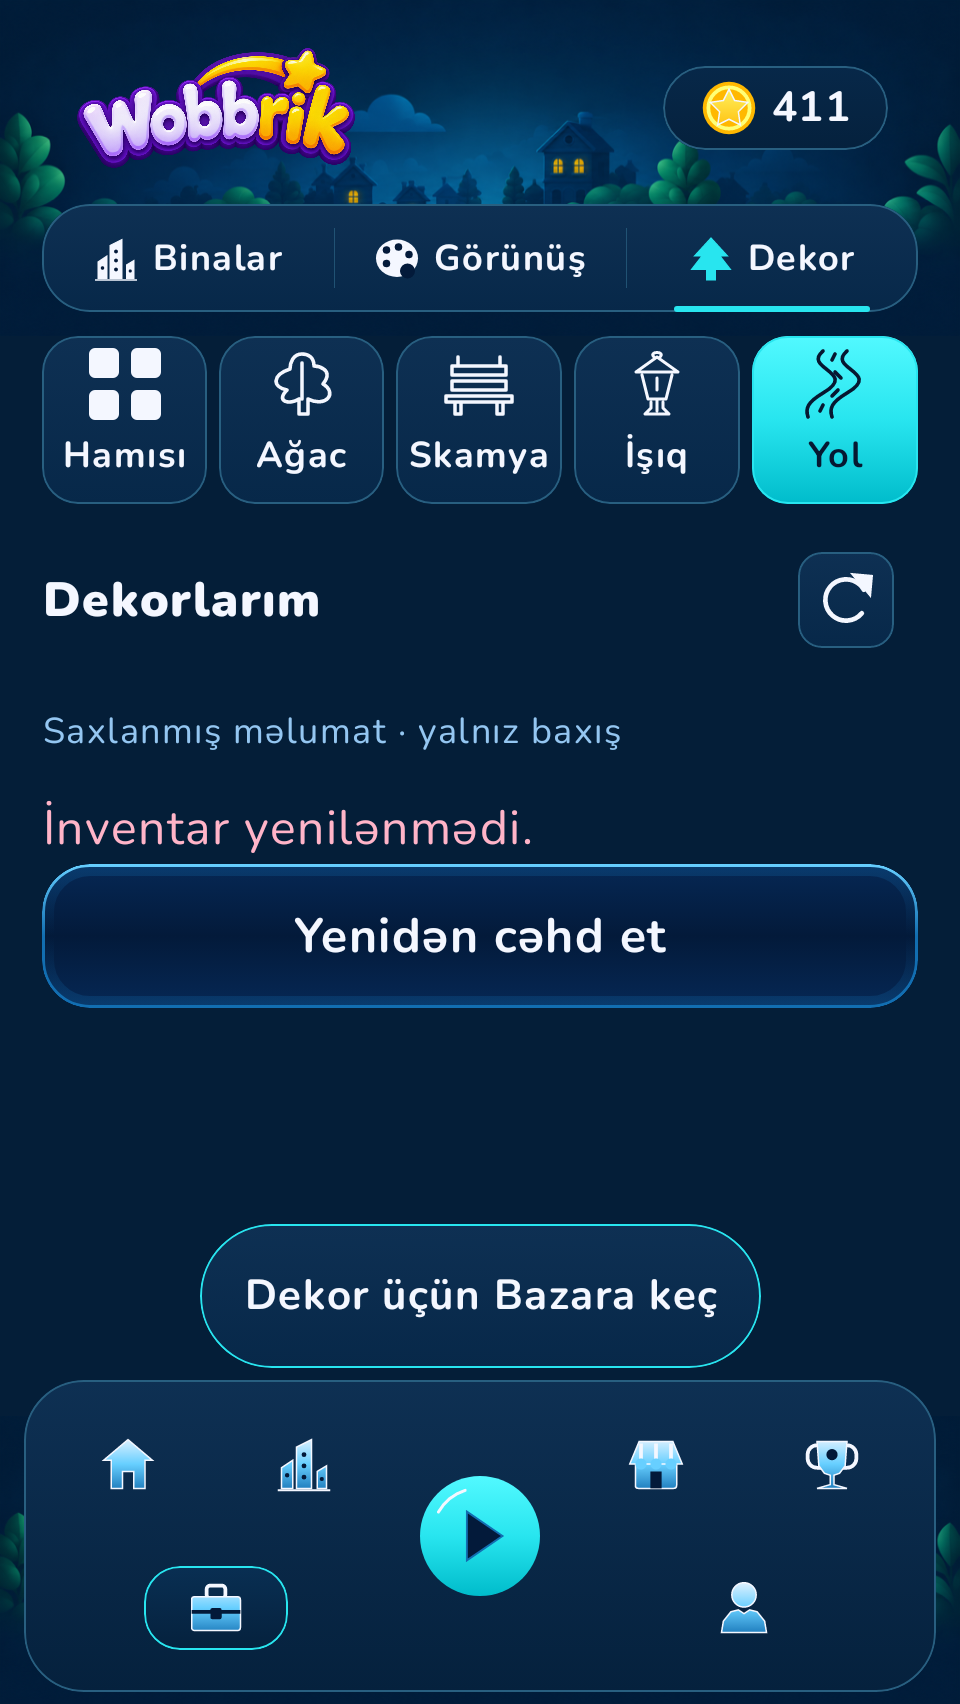 Wobbrik
411
Binalar
Görünüş
Dekor
Hamısı
Ağac
Skamya
İşıq
Yol
Dekorlarım
Saxlanmış məlumat · yalnız baxış
İnventar yenilənmədi.
Yenidən cəhd et
Dekor üçün Bazara keç